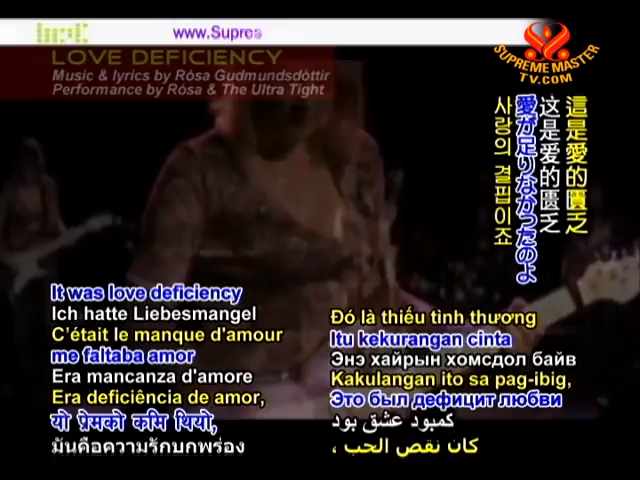 www.Supre
LOVE DEFICIENCY
Music & lyrics by Rósa Gudmundsdóttir
Performance by Rósa & The Ultra Tight
SUPREME MASTER
TV.COM
這是愛的匱乏
这是爱的匮乏
愛が足りなかったのよ
사랑의 결핍이죠
It was love deficiency
Ich hatte Liebesmangel
C'était le manque d'amour
me faltaba amor
Era mancanza d'amore
Era deficiência de amor,
यो प्रेमको कमि थियो,
มันคือความรักบกพร่อง
Đó là thiếu tình thương
Itu kekurangan cinta
Энэ хайрын хомсдол байв
Kakulangan ito sa pag-ibig,
Это был дефицит любви
کمبود عشق بود
كان نقص الحب ،